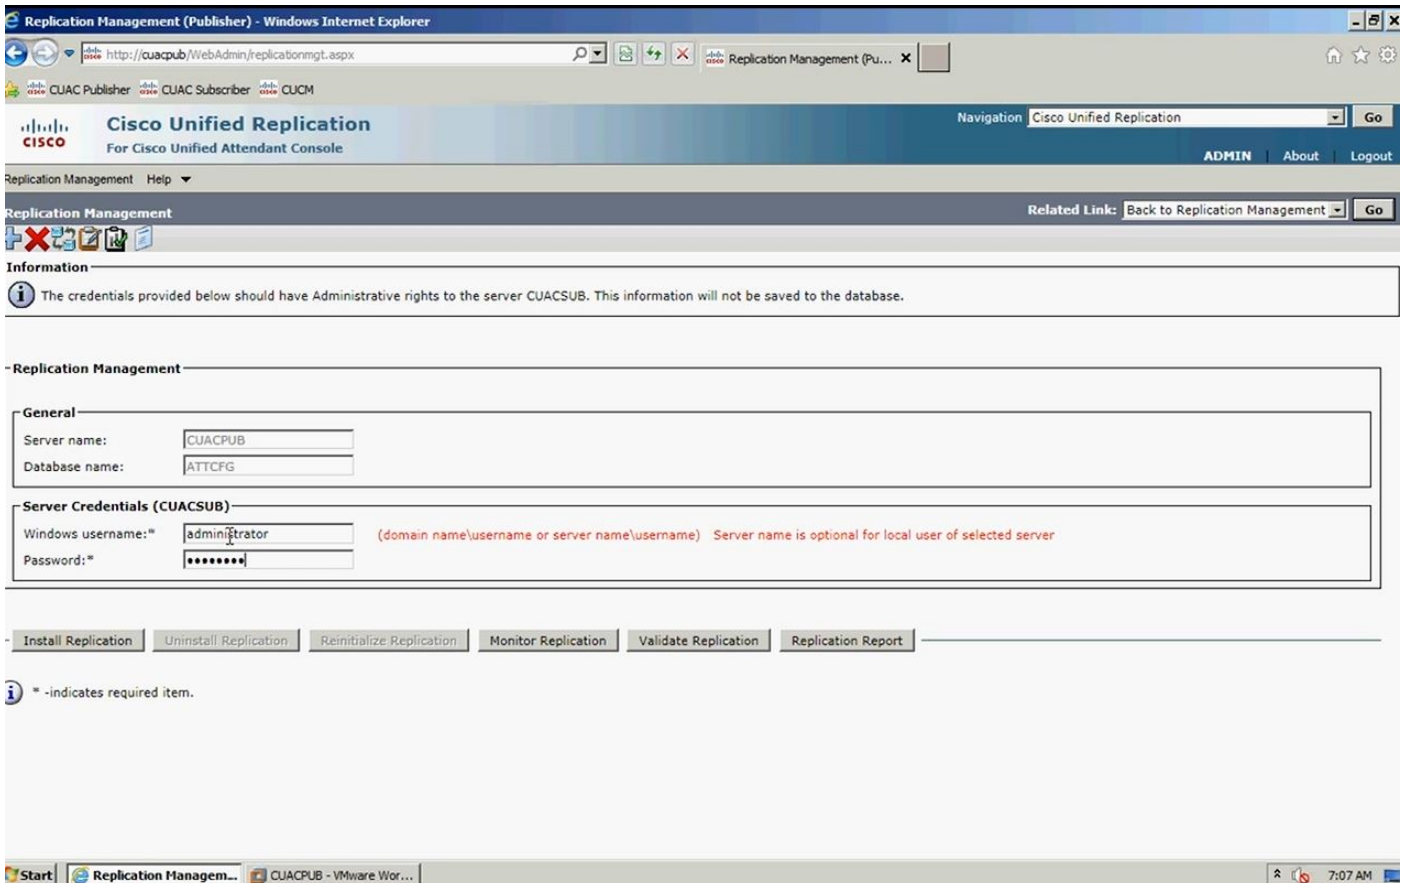 Replication Management (Publisher) - Windows Internet Explorer
http://cuacpub/WebAdmin/replicationmgt.aspx
Replication Management (Pu...
CUAC Publisher CUAC Subscriber CUCM
CISCO
Cisco Unified Replication
For Cisco Unified Attendant Console
Navigation Cisco Unified Replication Go
ADMIN About Logout
Replication Management Help
Replication Management
Related Link: Back to Replication Management Go
Information
The credentials provided below should have Administrative rights to the server CUACSUB. This information will not be saved to the database.
Replication Management
General
Server name: CUACPUB
Database name: ATTCFG
Server Credentials (CUACSUB)
Windows username:* administrator (domain name\username or server name\username) Server name is optional for local user of selected server
Password:* ••••••••
Install Replication Uninstall Replication Reinitialize Replication Monitor Replication Validate Replication Replication Report
* -indicates required item.
Start Replication Managem... CUACPUB - VMware Wor... 7:07 AM